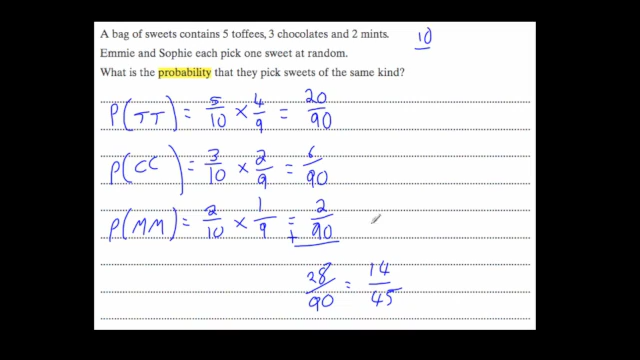 A bag of sweets contains 5 toffees, 3 chocolates and 2 mints. 10
Emmie and Sophie each pick one sweet at random.
What is the probability that they pick sweets of the same kind?
P(TT) = 5/10 × 4/9 = 20/90
P(CC) = 3/10 × 2/9 = 6/90
P(MM) = 2/10 × 1/9 = 2/90
+
28/90 = 14/45